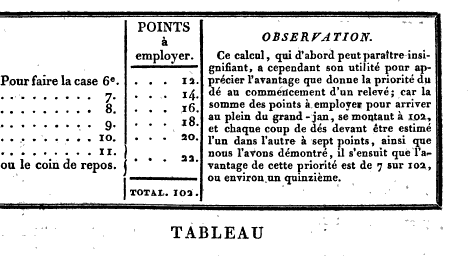 POINTS
à
employer.
Pour faire la case 6e. . . . 12.
. . . . . . . . . 7. . . . 14.
. . . . . . . . . 8. . . . 16.
. . . . . . . . . 9. . . . 18.
. . . . . . . . . 10. . . . 20.
. . . . . . . . . 11.
ou le coin de repos. . . . 22.
TOTAL. 102.
OBSERVATION.
Ce calcul, qui d'abord peut paraître insi-
gnifiant, a cependant son utilité pour ap-
précier l'avantage que donne la priorité du
dé au commencement d'un relevé; car la
somme des points à employer pour arriver
au plein du grand-jan, se montant à 102,
et chaque coup de dés devant être estimé
l'un dans l'autre à sept points, ainsi que
nous l'avons démontré, il s'ensuit que l'a-
vantage de cette priorité est de 7 sur 102,
ou environ un quinzième.
TABLEAU